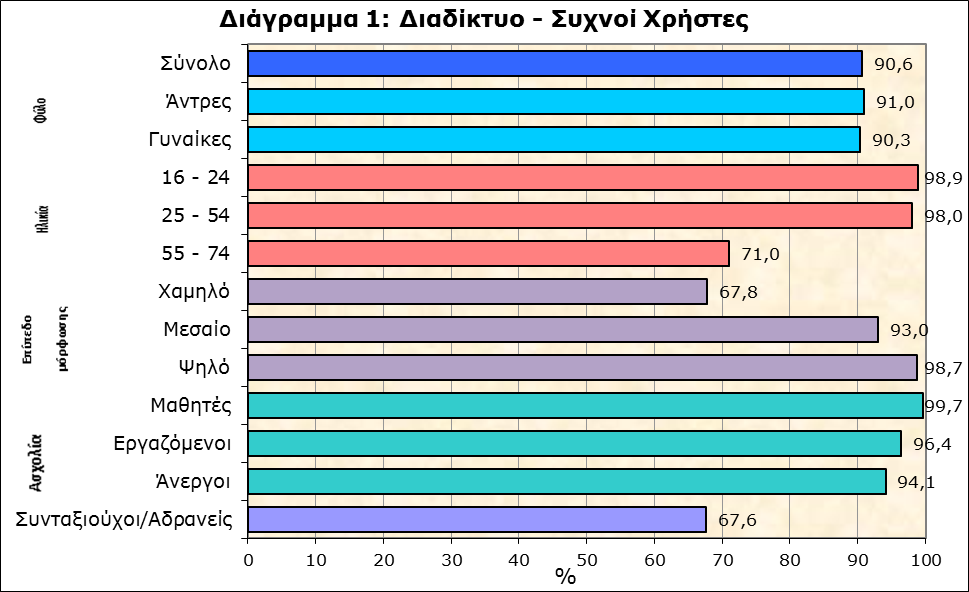 Διάγραμμα 1: Διαδίκτυο - Συχνοί Χρήστες
Φύλο
Ηλικία
Επίπεδο
μόρφωσης
Ασχολία
Σύνολο 90,6
Άντρες 91,0
Γυναίκες 90,3
16 - 24 98,9
25 - 54 98,0
55 - 74 71,0
Χαμηλό 67,8
Μεσαίο 93,0
Ψηλό 98,7
Μαθητές 99,7
Εργαζόμενοι 96,4
Άνεργοι 94,1
Συνταξιούχοι/Αδρανείς 67,6
0 10 20 30 40 50 60 70 80 90 100
%